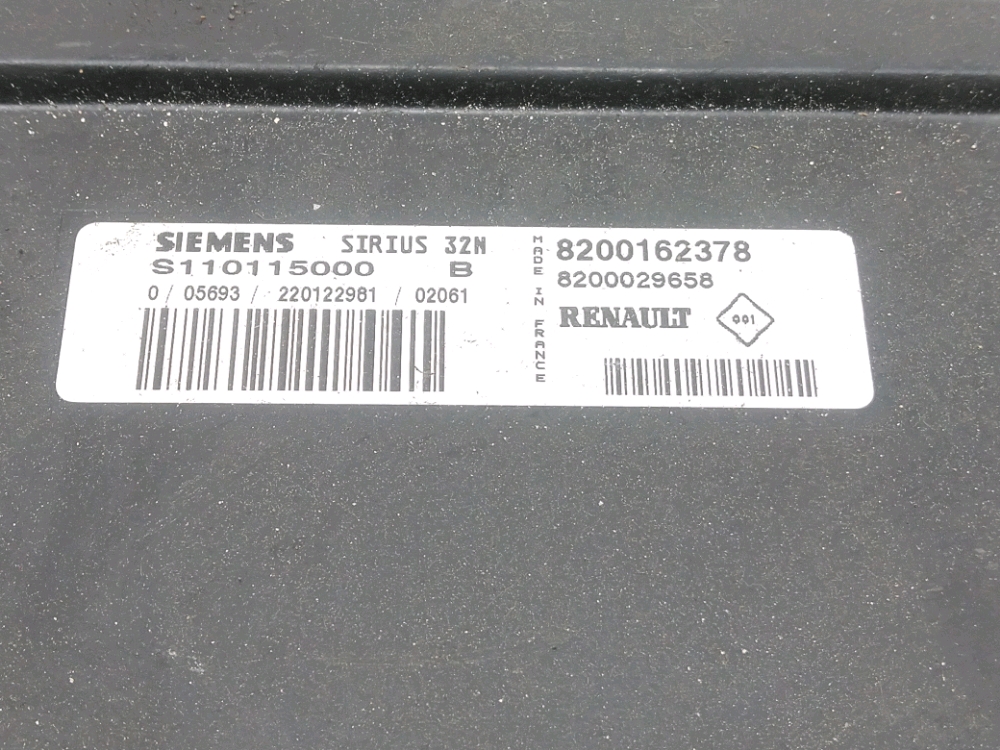 SIEMENS SIRIUS 32N
S110115000 B
0 / 05693 / 220122981 / 02061
MADE IN FRANCE
8200162378
8200029658
RENAULT 001